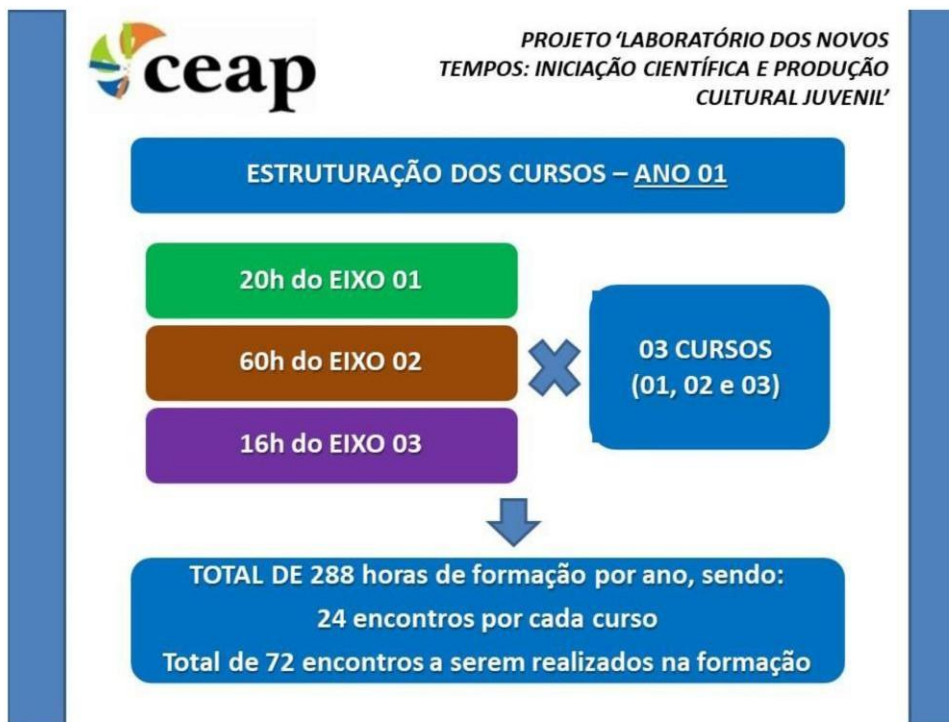 ceap
PROJETO ‘LABORATÓRIO DOS NOVOS
TEMPOS: INICIAÇÃO CIENTÍFICA E PRODUÇÃO
CULTURAL JUVENIL’
ESTRUTURAÇÃO DOS CURSOS – ANO 01
20h do EIXO 01
60h do EIXO 02
16h do EIXO 03
03 CURSOS
(01, 02 e 03)
TOTAL DE 288 horas de formação por ano, sendo:
24 encontros por cada curso
Total de 72 encontros a serem realizados na formação